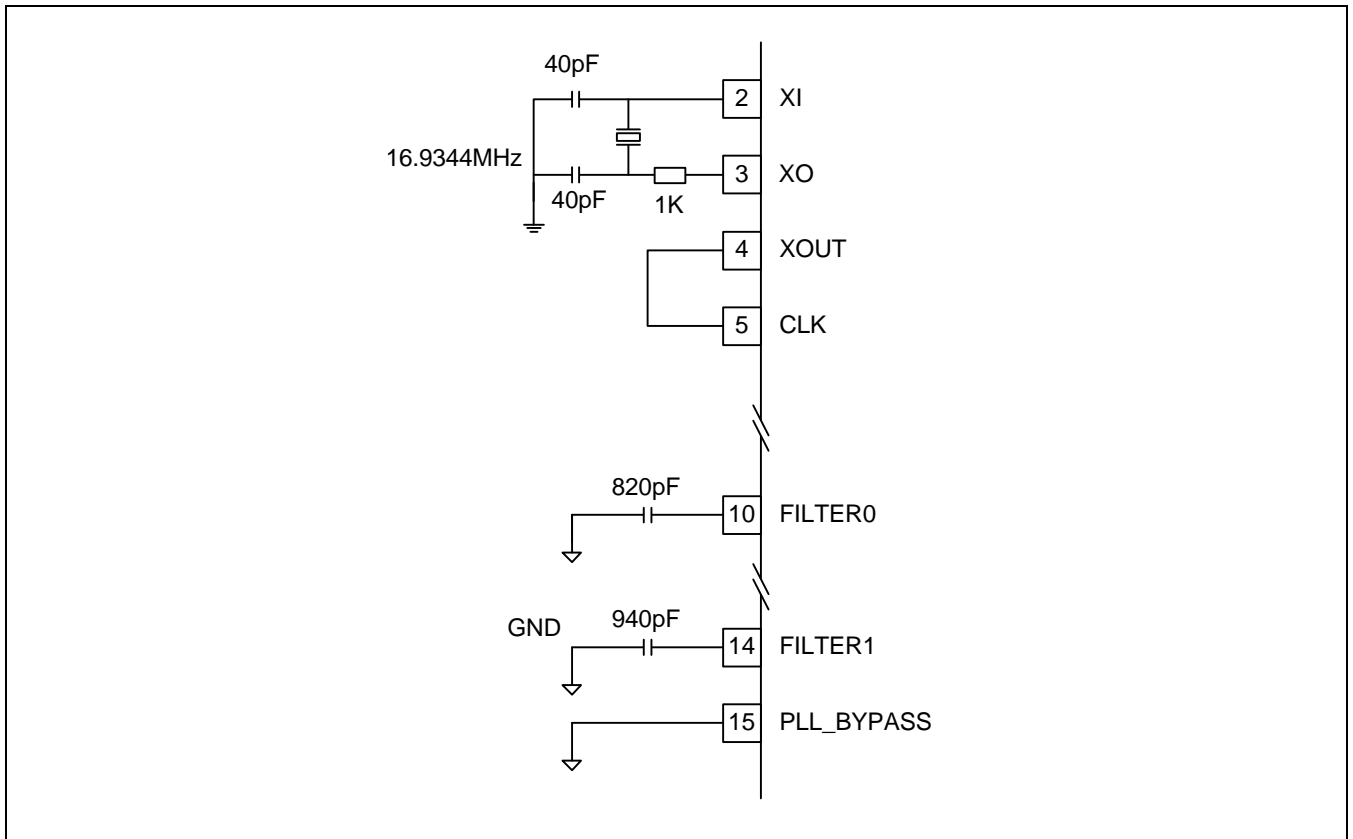 40pF
2 XI
16.9344MHz
3 XO
40pF
1K
4 XOUT
5 CLK
820pF
10 FILTER0
GND
940pF
14 FILTER1
15 PLL_BYPASS